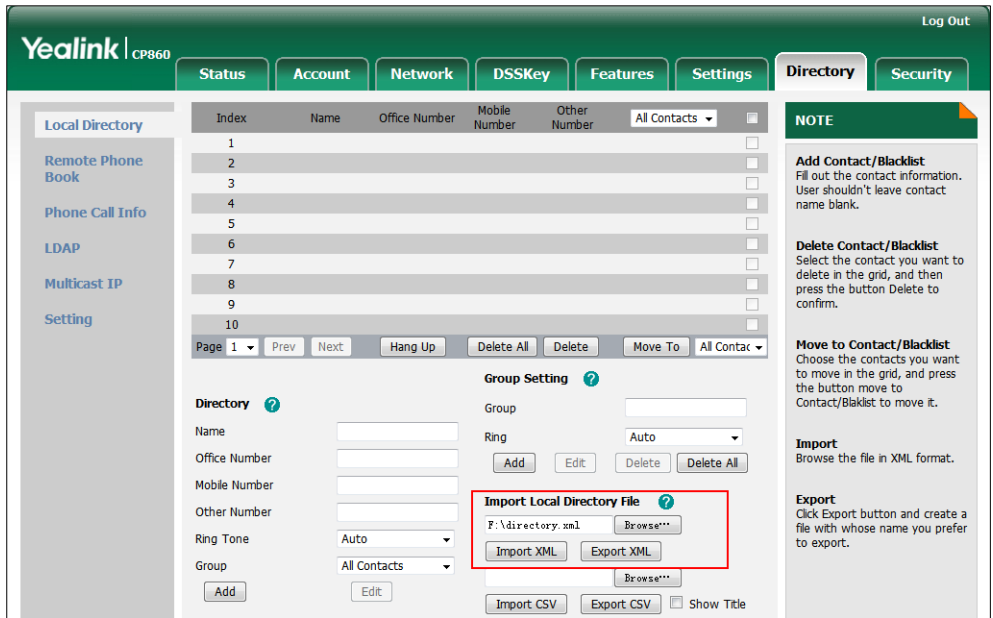 Log Out
Yealink CP860
Status Account Network DSSKey Features Settings Directory Security
Local Directory
Remote Phone
Book
Phone Call Info
LDAP
Multicast IP
Setting
Index Name Office Number Mobile Number Other Number All Contacts
1
2
3
4
5
6
7
8
9
10
Page 1 Prev Next Hang Up Delete All Delete Move To All Contac
Directory ?
Name
Office Number
Mobile Number
Other Number
Ring Tone Auto
Group All Contacts
Add Edit
Group Setting ?
Group
Ring Auto
Add Edit Delete Delete All
Import Local Directory File ?
F:\directory.xml Browse...
Import XML Export XML
Browse...
Import CSV Export CSV Show Title
NOTE
Add Contact/Blacklist
Fill out the contact information.
User shouldn't leave contact
name blank.
Delete Contact/Blacklist
Select the contact you want to
delete in the grid, and then
press the button Delete to
confirm.
Move to Contact/Blacklist
Choose the contacts you want
to move in the grid, and press
the button move to
Contact/Blaklist to move it.
Import
Browse the file in XML format.
Export
Click Export button and create a
file with whose name you prefer
to export.